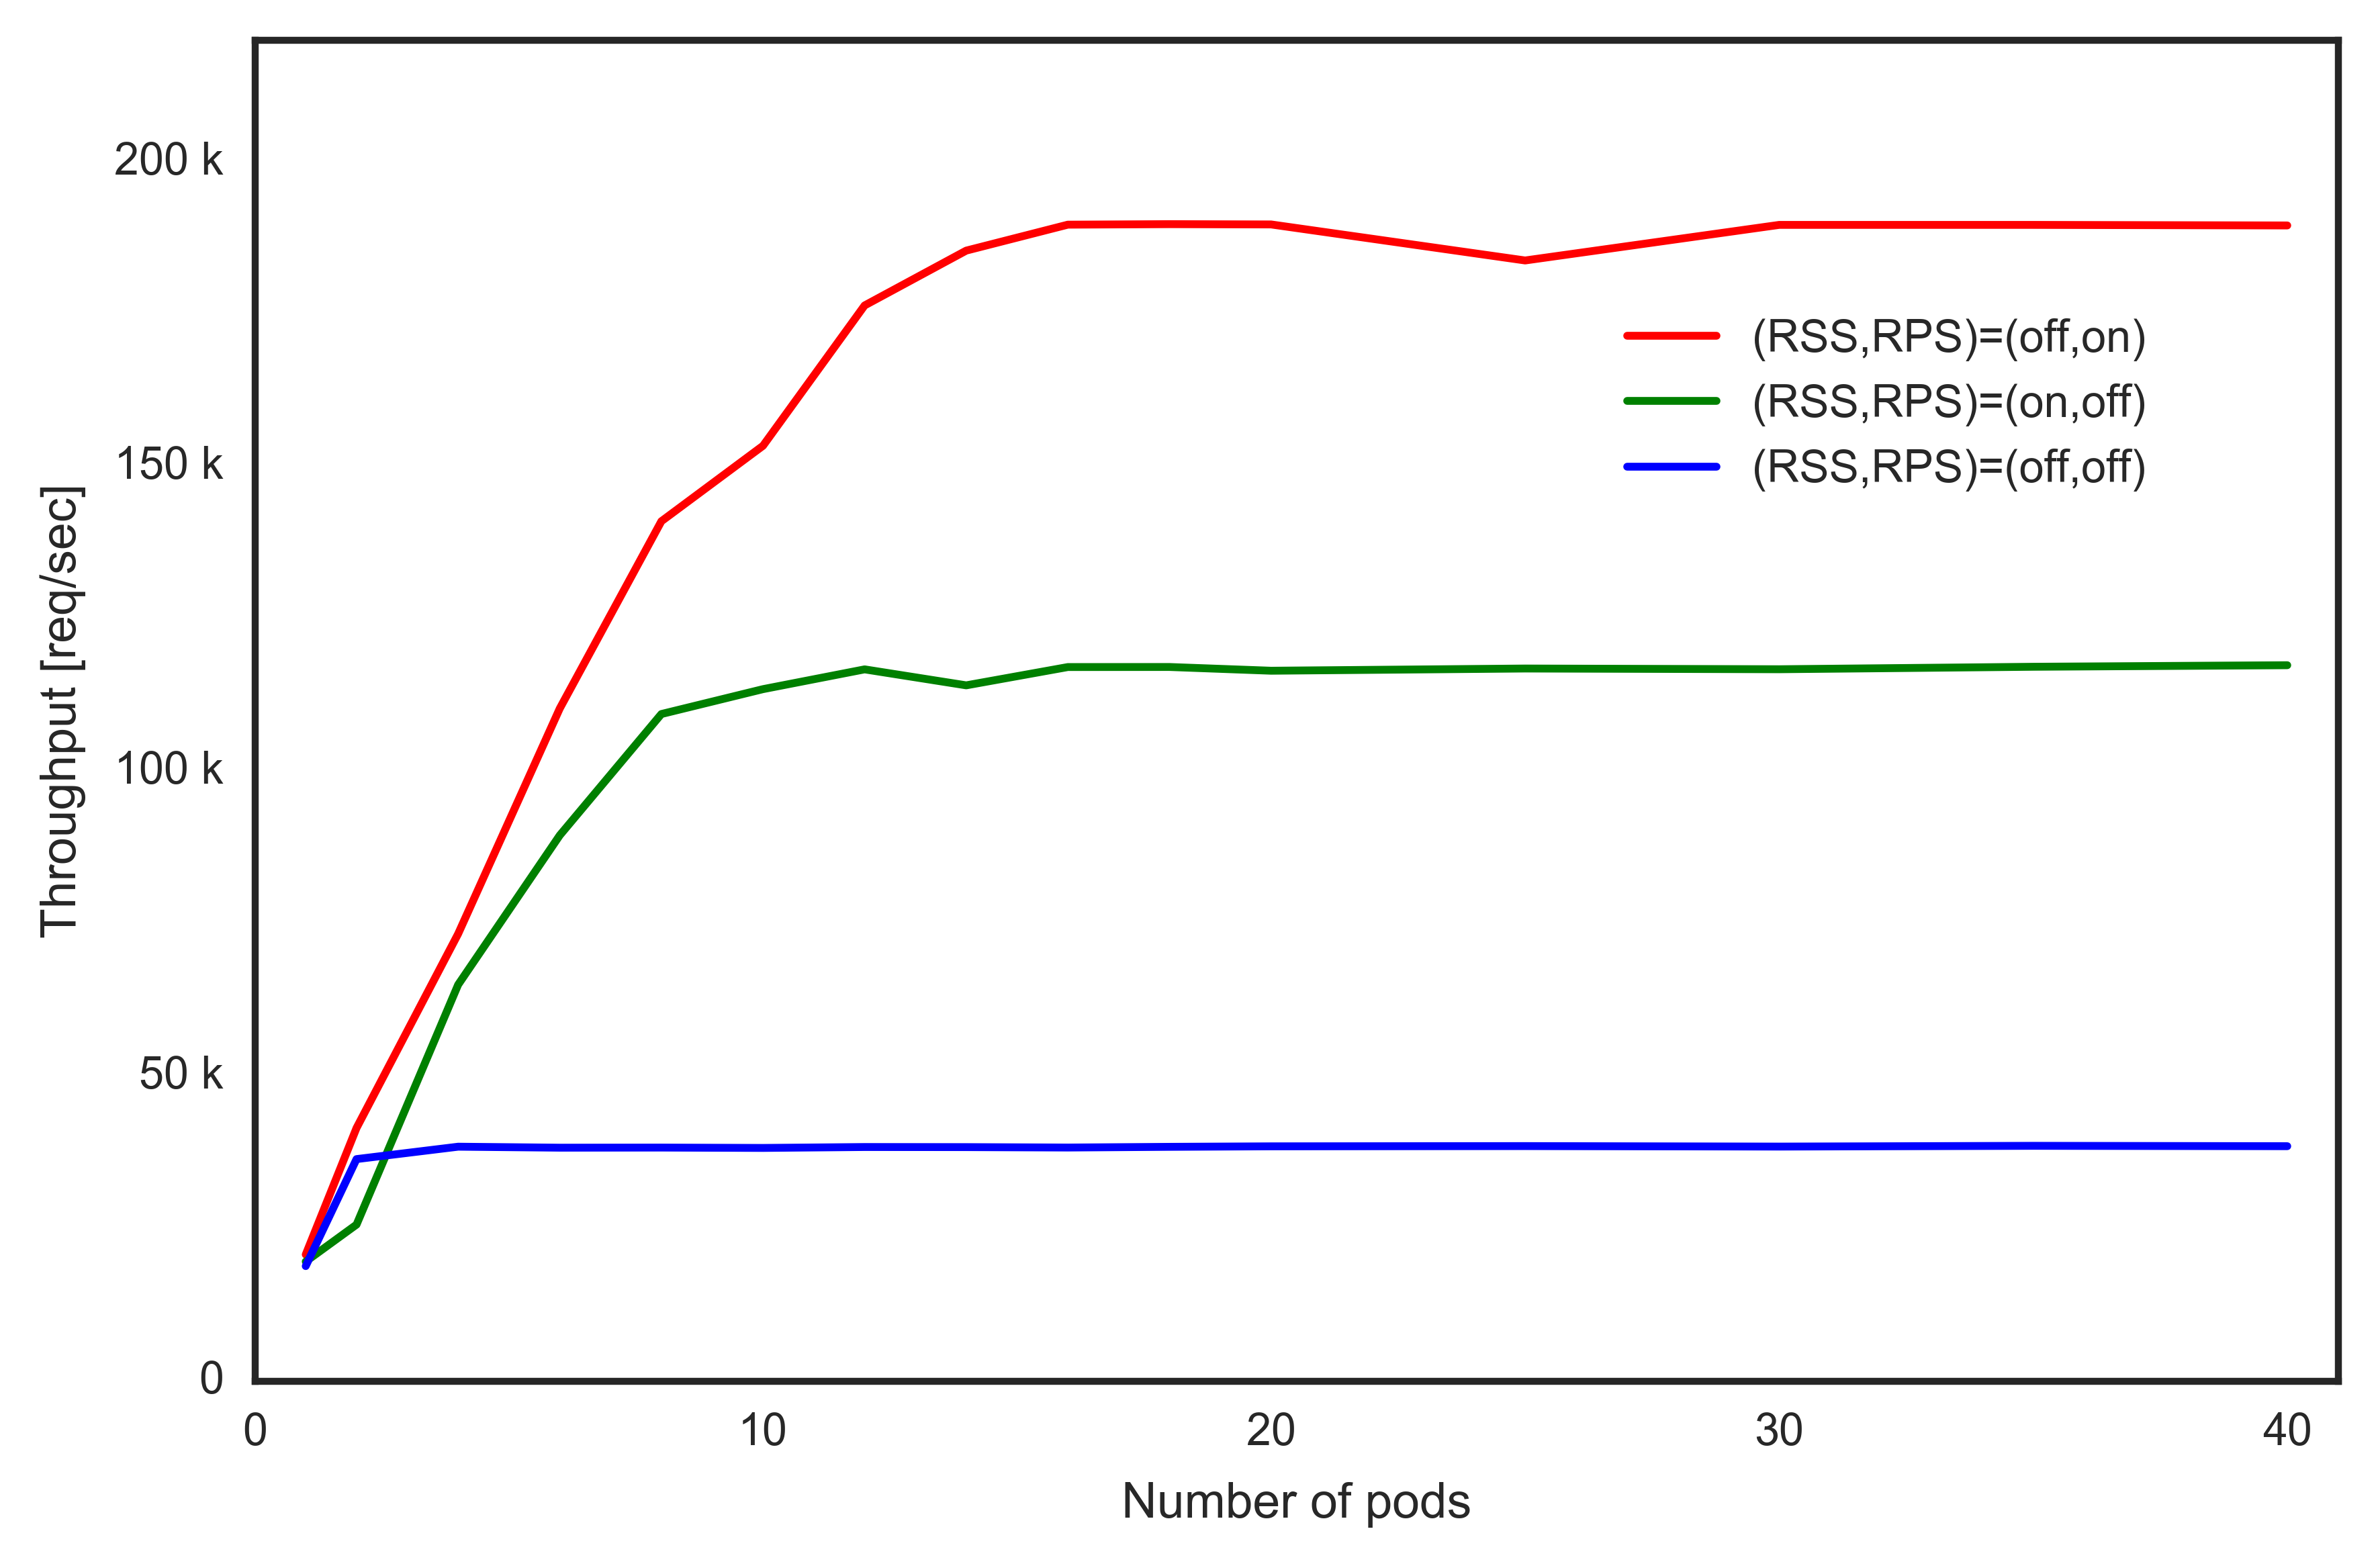 200 k
150 k
100 k
50 k
0
Throughput [req/sec]
(RSS,RPS)=(off,on)
(RSS,RPS)=(on,off)
(RSS,RPS)=(off,off)
0 10 20 30 40
Number of pods